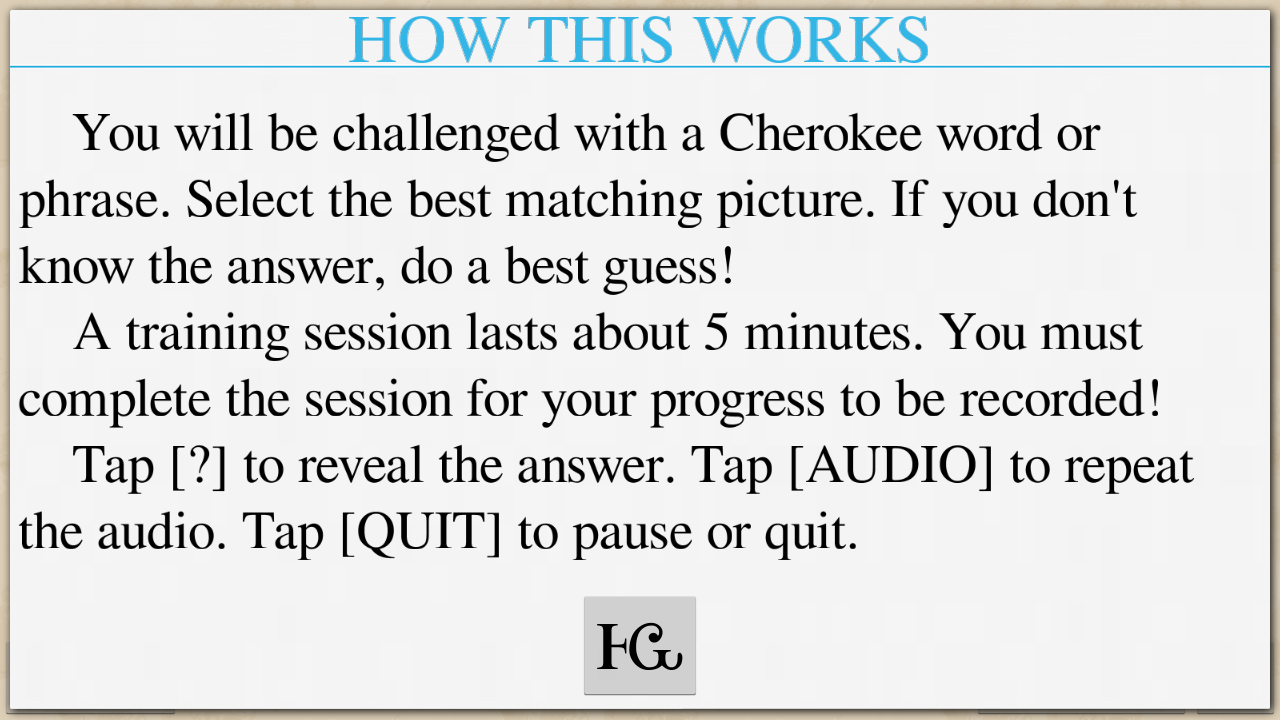 HOW THIS WORKS
You will be challenged with a Cherokee word or
phrase. Select the best matching picture. If you don't
know the answer, do a best guess!
A training session lasts about 5 minutes. You must
complete the session for your progress to be recorded!
Tap [?] to reveal the answer. Tap [AUDIO] to repeat
the audio. Tap [QUIT] to pause or quit.
ᎰᏩ